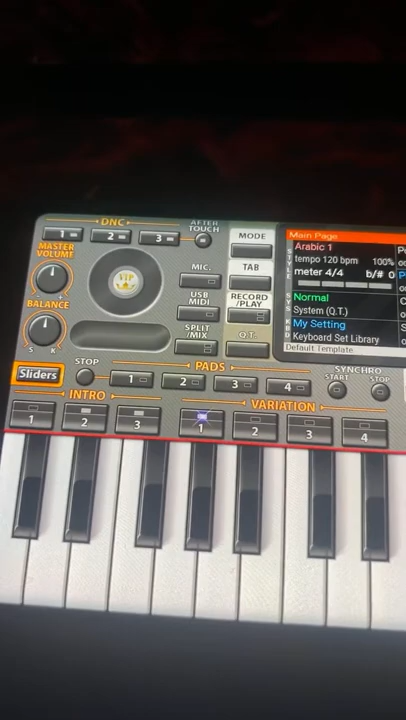 DNC
1
2
3
AFTER
TOUCH
MASTER
VOLUME
BALANCE
S K
MIC.
USB
MIDI
SPLIT
/MIX
MODE
TAB
RECORD
/PLAY
Q.T.
Main Page
STYLE
Arabic 1
tempo 120 bpm 100%
meter 4/4 b/# 0
SYS
Normal
System (Q.T.)
KBD
My Setting
Keyboard Set Library
Default Template
Sliders
STOP
PADS
1
2
3
4
SYNCHRO
START
STOP
INTRO
1
2
3
VARIATION
1
2
3
4